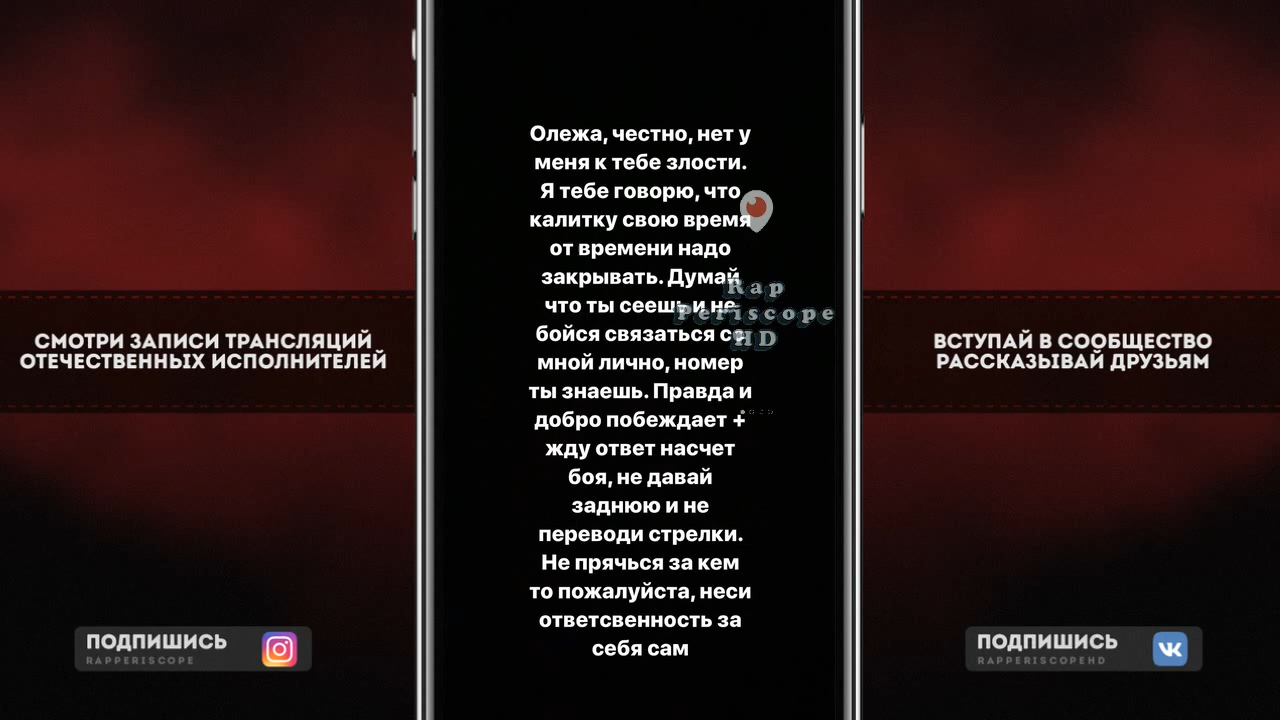 Олежа, честно, нет у
меня к тебе злости.
Я тебе говорю, что
калитку свою время
от времени надо
закрывать. Думай
что ты сеешь и не
бойся связаться со
мной лично, номер
ты знаешь. Правда и
добро побеждает +
жду ответ насчет
боя, не давай
заднюю и не
переводи стрелки.
Не прячься за кем
то пожалуйста, неси
ответсвенность за
себя сам
Rap
Periscope
HD
СМОТРИ ЗАПИСИ ТРАНСЛЯЦИЙ
ОТЕЧЕСТВЕННЫХ ИСПОЛНИТЕЛЕЙ
ВСТУПАЙ В СООБЩЕСТВО
РАССКАЗЫВАЙ ДРУЗЬЯМ
ПОДПИШИСЬ
RAPPERISCOPE
ПОДПИШИСЬ
RAPPERISCOPEHD